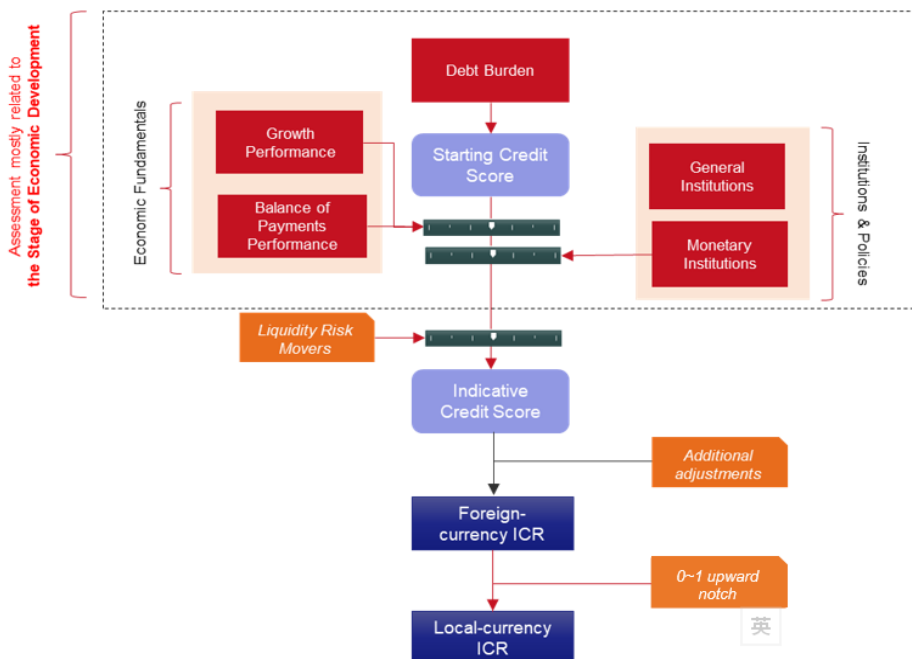 Assessment mostly related to
the Stage of Economic Development
Economic Fundamentals
Debt Burden
Growth
Performance
Starting Credit
Score
Balance of
Payments
Performance
General
Institutions
Monetary
Institutions
Institutions & Policies
Liquidity Risk
Movers
Indicative
Credit Score
Additional
adjustments
Foreign-
currency ICR
0~1 upward
notch
Local-currency
ICR
英